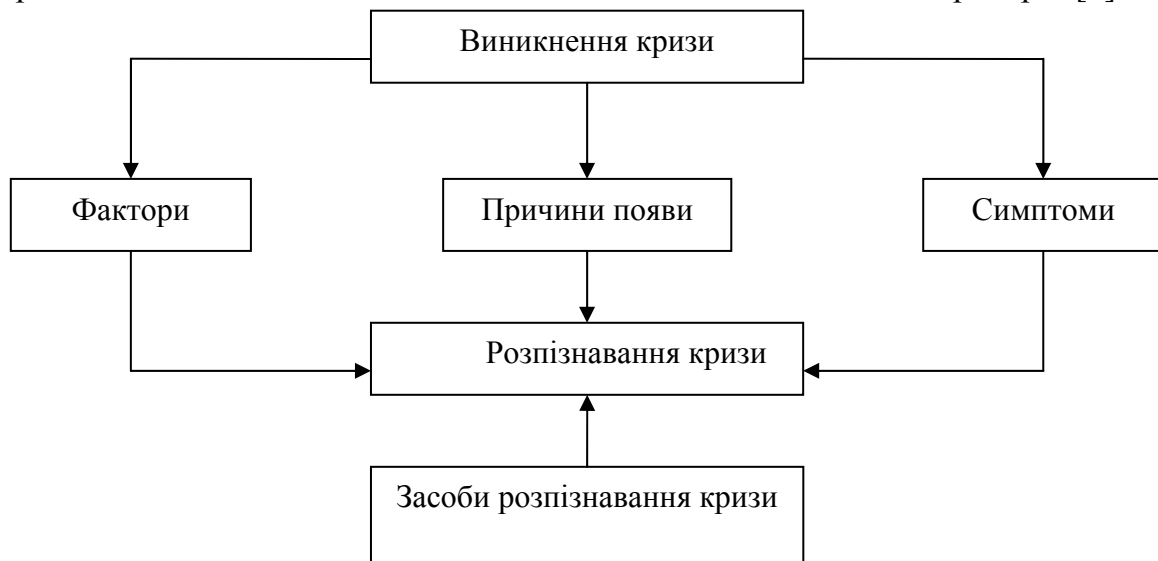 Виникнення кризи
Фактори
Причини появи
Симптоми
Розпізнавання кризи
Засоби розпізнавання кризи